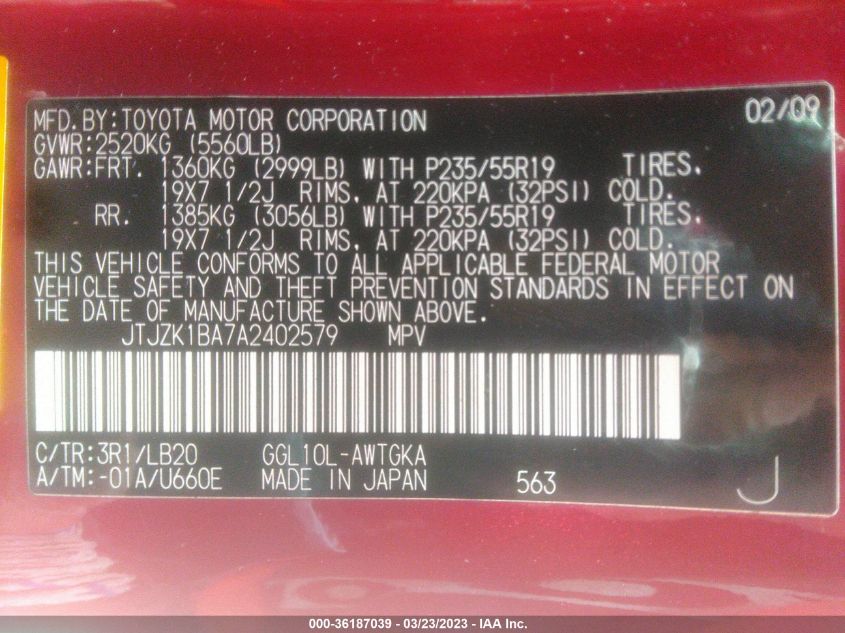 02/09
MFD.BY:TOYOTA MOTOR CORPORATION
GVWR:2520KG (5560LB)
GAWR:FRT. 1360KG (2999LB) WITH P235/55R19 TIRES.
19X7 1/2J RIMS. AT 220KPA (32PSI) COLD.
RR. 1385KG (3056LB) WITH P235/55R19 TIRES.
19X7 1/2J RIMS. AT 220KPA (32PSI) COLD.
THIS VEHICLE CONFORMS TO ALL APPLICABLE FEDERAL MOTOR
VEHICLE SAFETY AND THEFT PREVENTION STANDARDS IN EFFECT ON
THE DATE OF MANUFACTURE SHOWN ABOVE.
JTJZK1BA7A2402579 MPV
C/TR:3R1/LB20 GGL10L-AWTGKA
A/TM:-01A/U660E MADE IN JAPAN 563 J
000-36187039 - 03/23/2023 - IAA Inc.